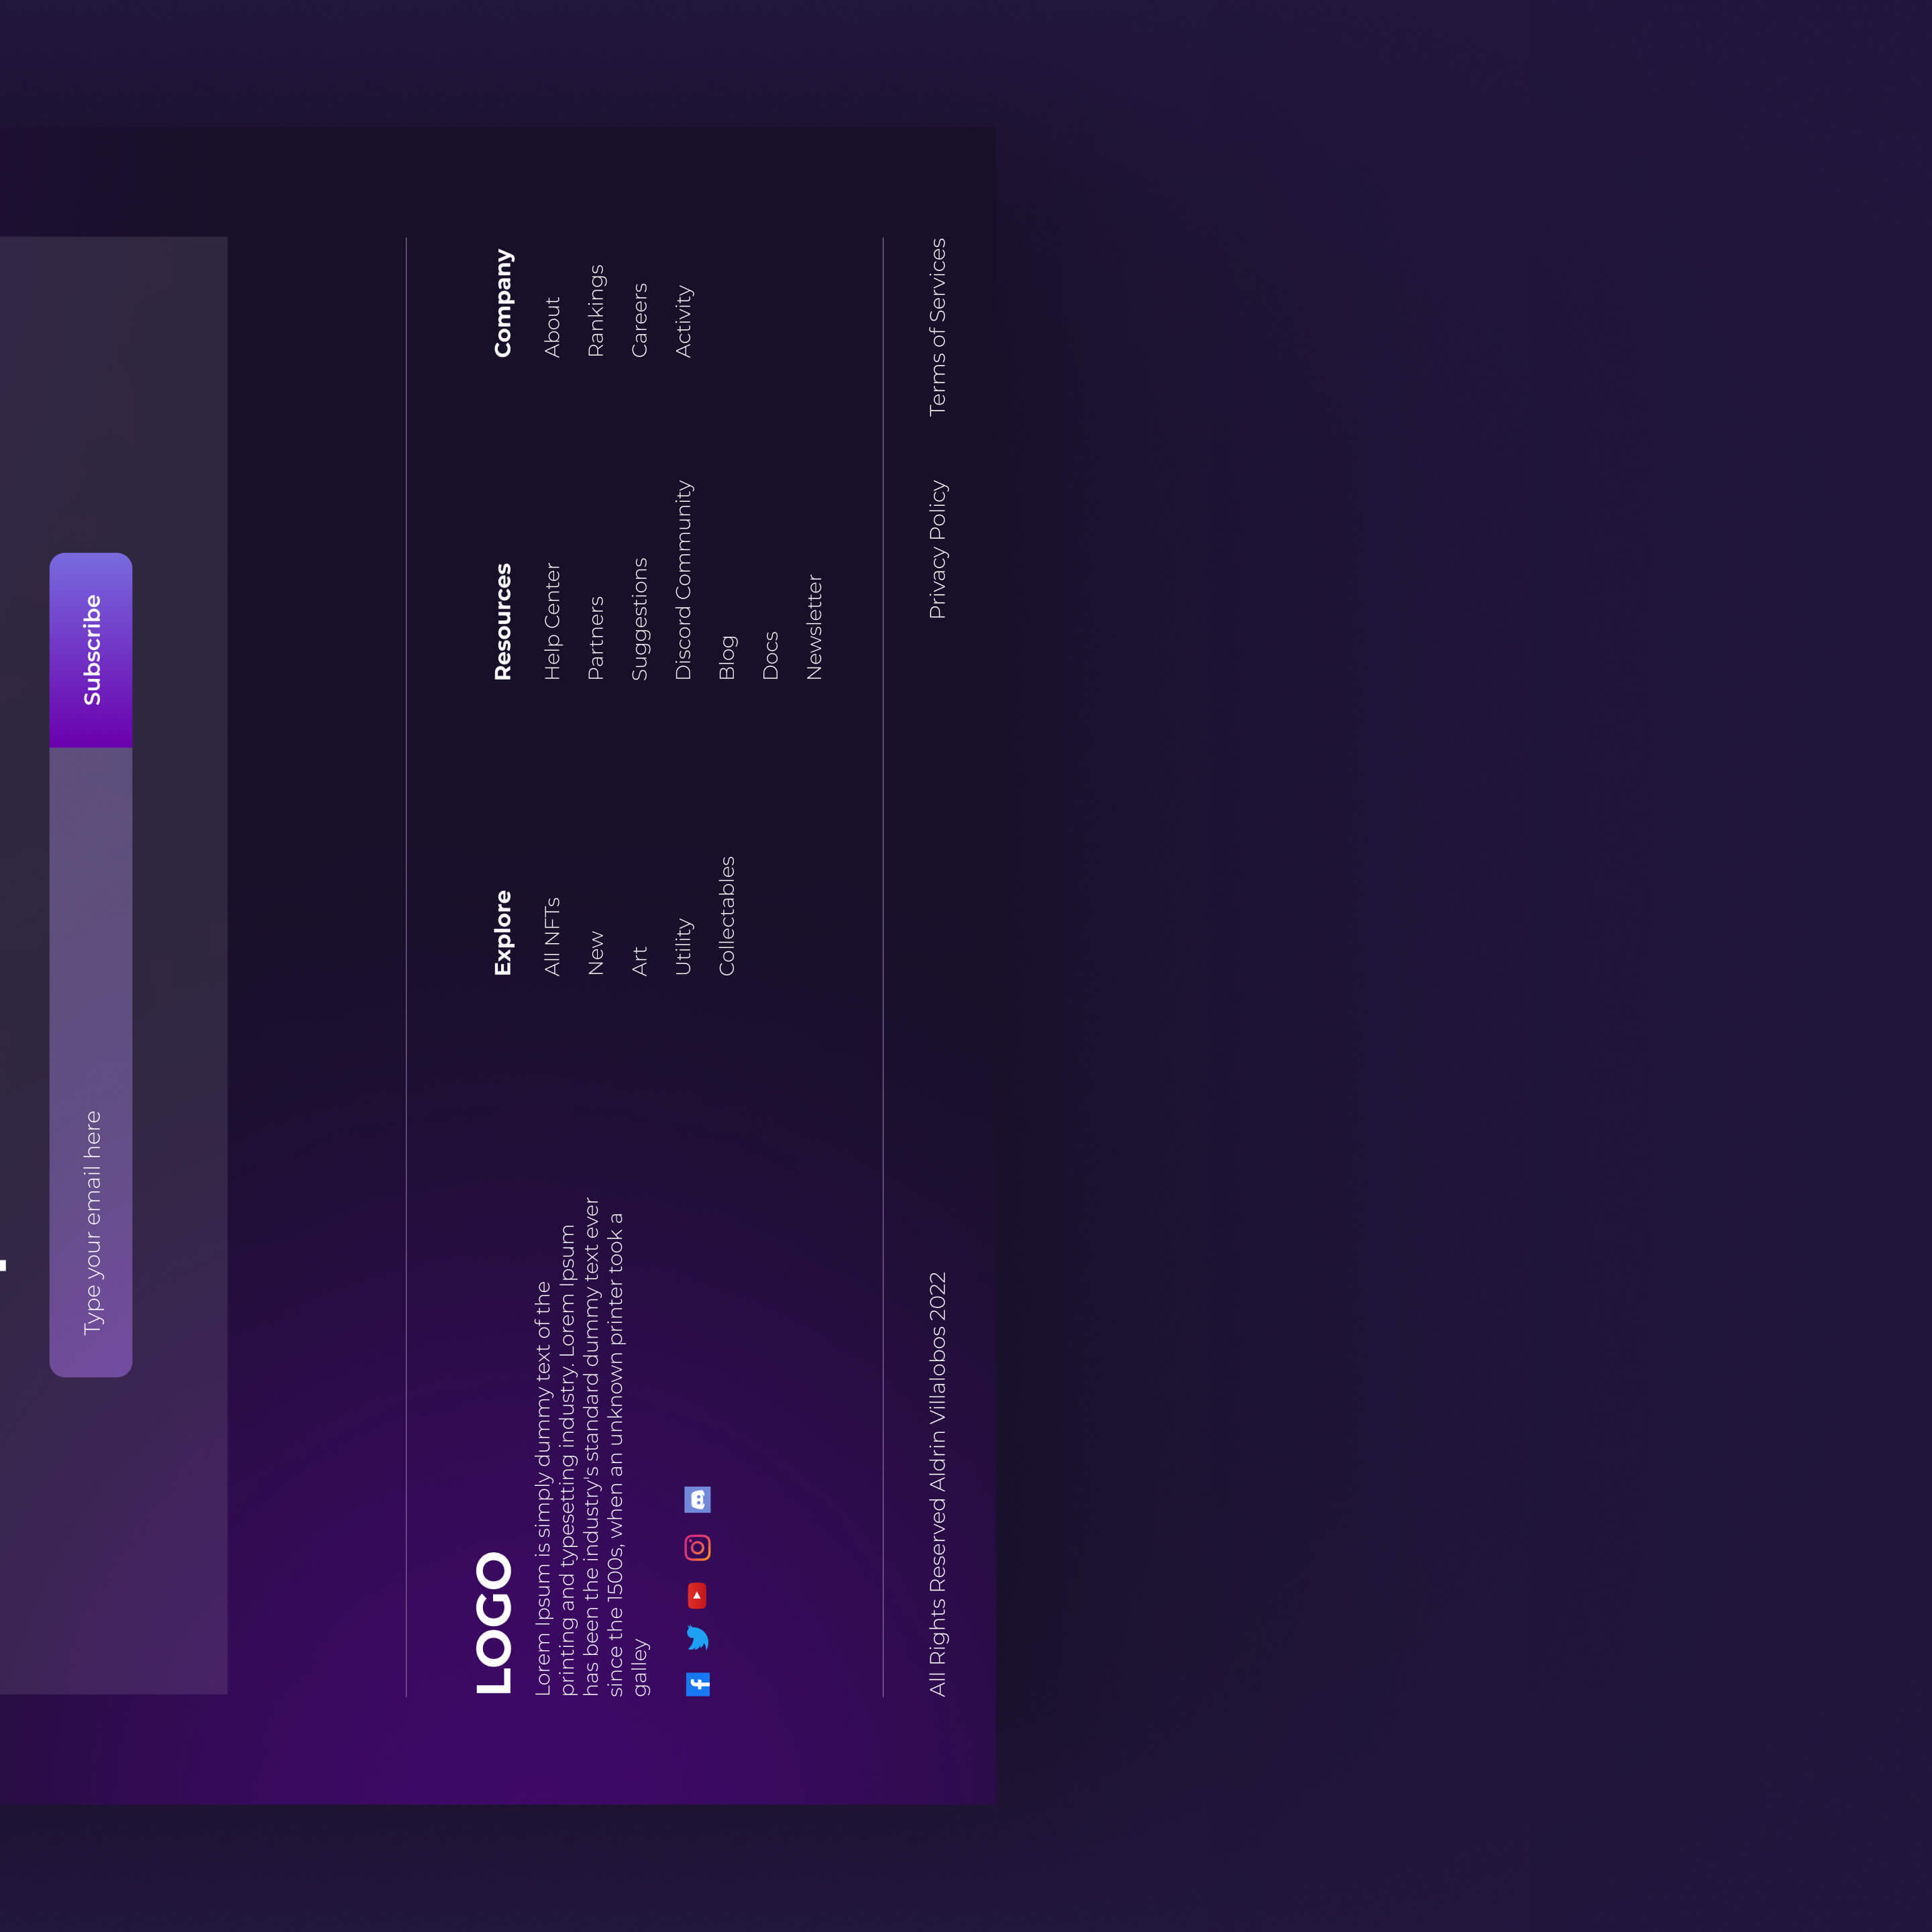 Type your email here
Subscribe
LOGO
Lorem Ipsum is simply dummy text of the
printing and typesetting industry. Lorem Ipsum
has been the industry's standard dummy text ever
since the 1500s, when an unknown printer took a
galley
Explore
All NFTs
New
Art
Utility
Collectables
Resources
Help Center
Partners
Suggestions
Discord Community
Blog
Docs
Newsletter
Company
About
Rankings
Careers
Activity
All Rights Reserved Aldrin Villalobos 2022
Privacy Policy
Terms of Services